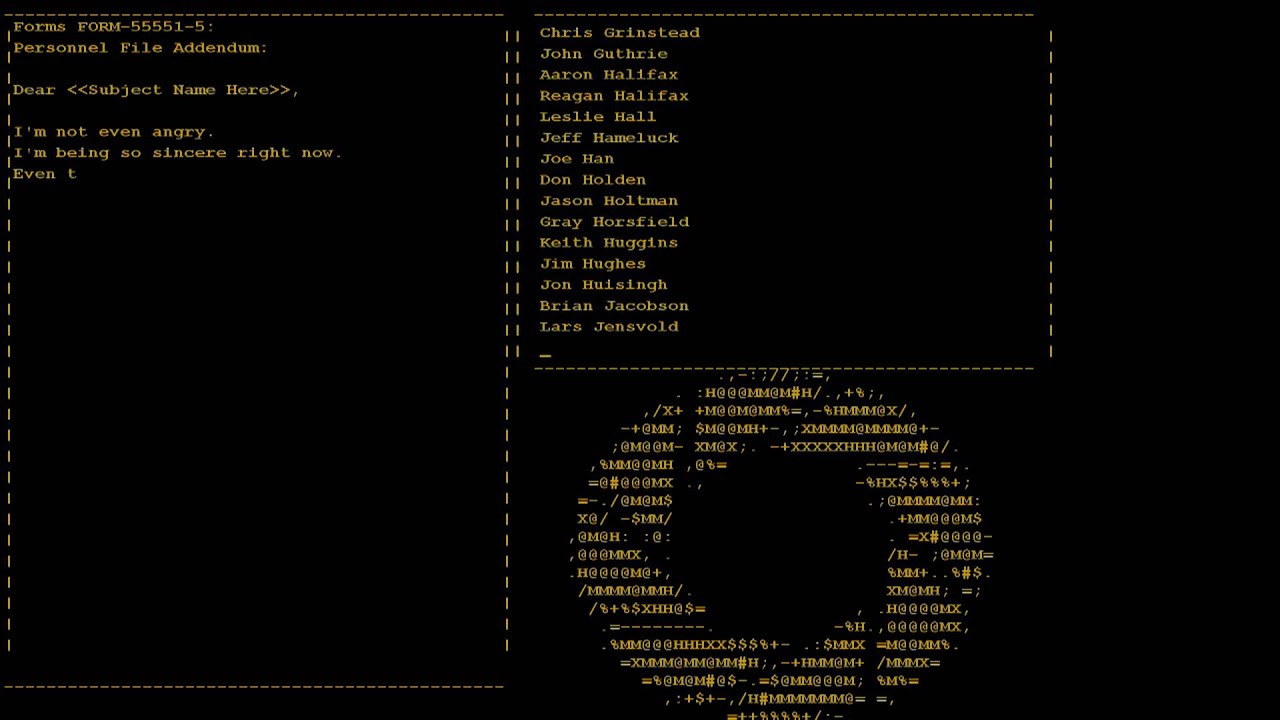 Forms FORM-55551-5:
Personnel File Addendum:
Dear <<Subject Name Here>>,
I'm not even angry.
I'm being so sincere right now.
Even t
Chris Grinstead
John Guthrie
Aaron Halifax
Reagan Halifax
Leslie Hall
Jeff Hameluck
Joe Han
Don Holden
Jason Holtman
Gray Horsfield
Keith Huggins
Jim Hughes
Jon Huisingh
Brian Jacobson
Lars Jensvold